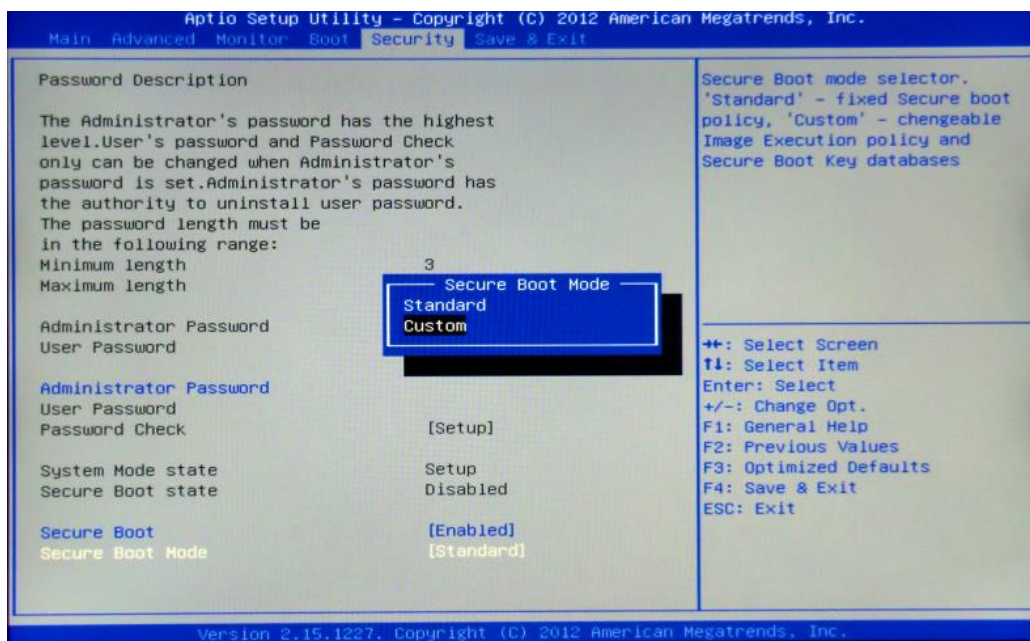 Aptio Setup Utility – Copyright (C) 2012 American Megatrends, Inc.
Main Advanced Monitor Boot Security Save & Exit
Password Description
The Administrator's password has the highest
level.User's password and Password Check
only can be changed when Administrator's
password is set.Administrator's password has
the authority to uninstall user password.
The password length must be
in the following range:
Minimum length 3
Maximum length
Administrator Password
User Password
Administrator Password
User Password
Password Check [Setup]
System Mode state Setup
Secure Boot state Disabled
Secure Boot [Enabled]
Secure Boot Mode [Standard]
Secure Boot Mode
Standard
Custom
Secure Boot mode selector.
'Standard' – fixed Secure boot
policy, 'Custom' – chengeable
Image Execution policy and
Secure Boot Key databases
→←: Select Screen
↑↓: Select Item
Enter: Select
+/-: Change Opt.
F1: General Help
F2: Previous Values
F3: Optimized Defaults
F4: Save & Exit
ESC: Exit
Version 2.15.1227. Copyright (C) 2012 American Megatrends, Inc.